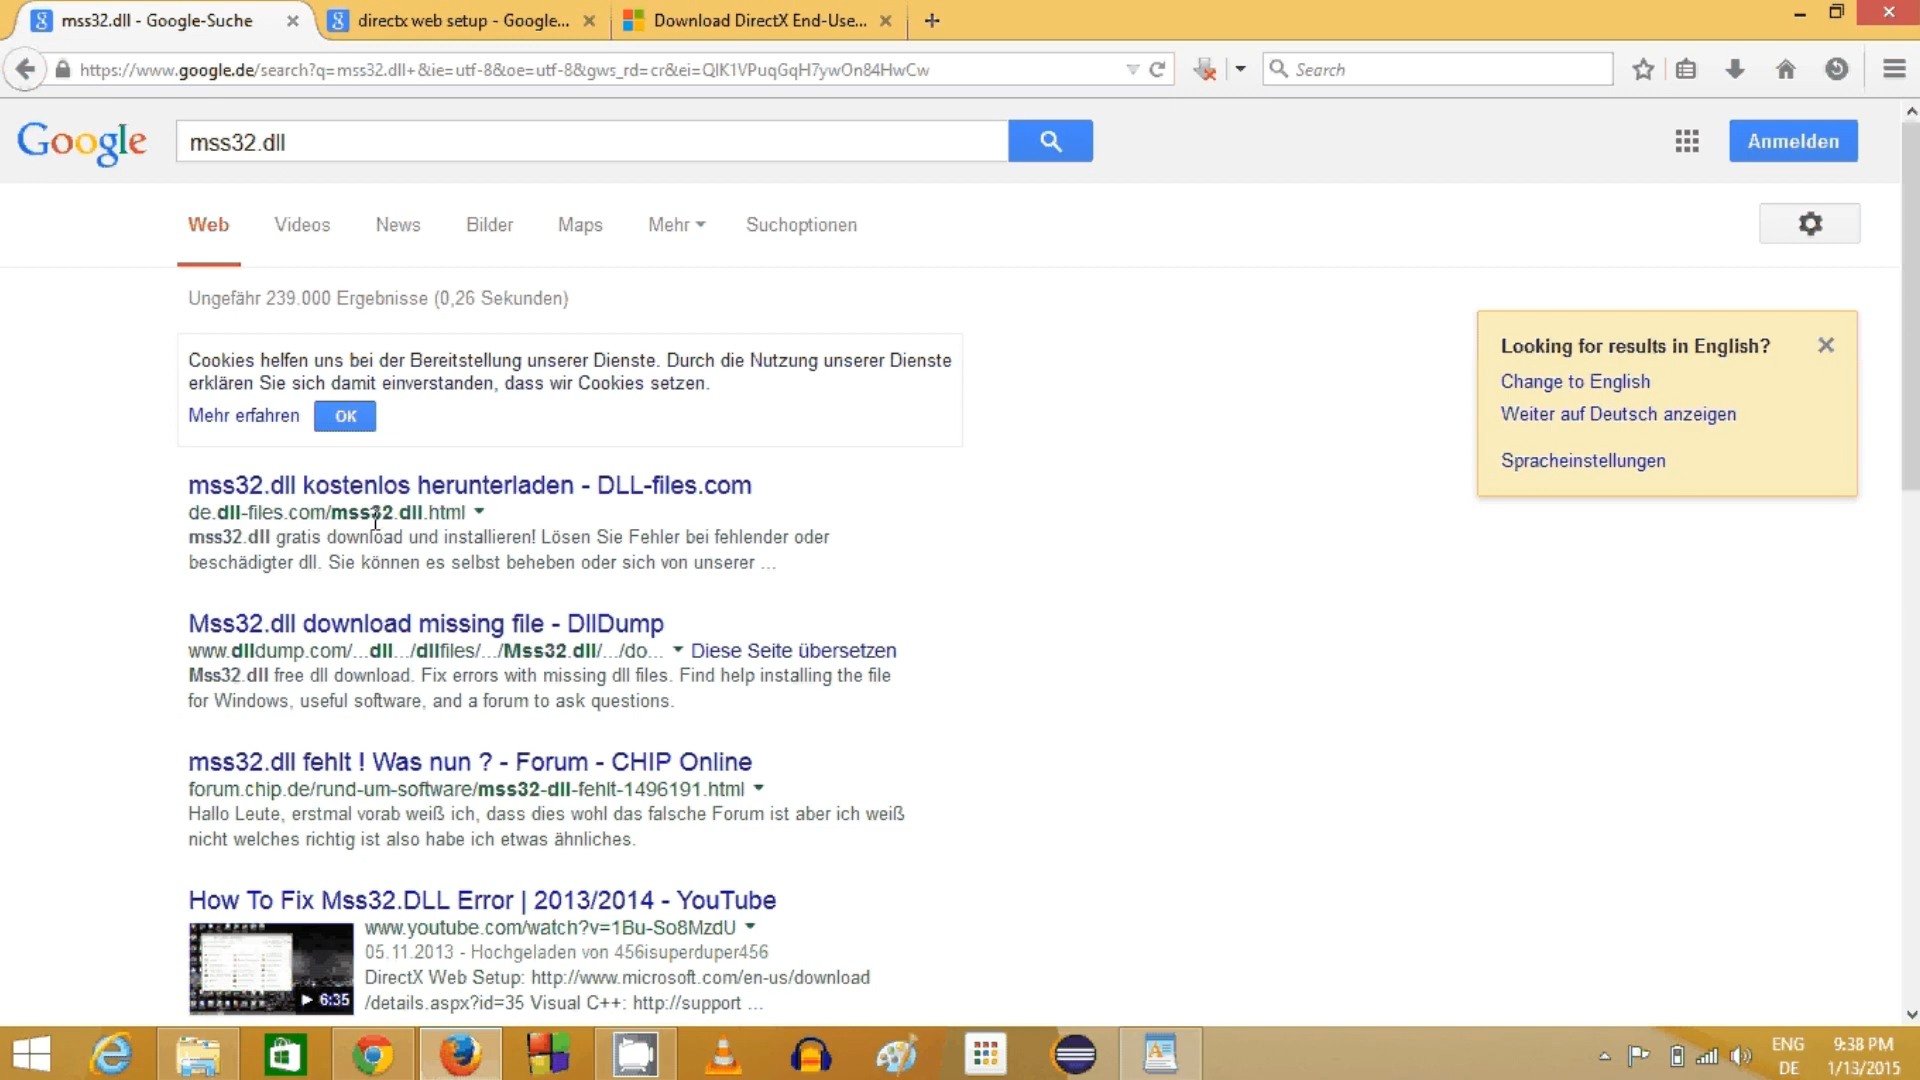 mss32.dll - Google-Suche
directx web setup - Google...
Download DirectX End-Use...
https://www.google.de/search?q=mss32.dll+&ie=utf-8&oe=utf-8&gws_rd=cr&ei=QlK1VPuqGqH7ywOn84HwCw
Search
Google
mss32.dll
Anmelden
Web Videos News Bilder Maps Mehr Suchoptionen
Ungefähr 239.000 Ergebnisse (0,26 Sekunden)
Cookies helfen uns bei der Bereitstellung unserer Dienste. Durch die Nutzung unserer Dienste
erklären Sie sich damit einverstanden, dass wir Cookies setzen.
Mehr erfahren OK
Looking for results in English?
Change to English
Weiter auf Deutsch anzeigen
Spracheinstellungen
mss32.dll kostenlos herunterladen - DLL-files.com
de.dll-files.com/mss32.dll.html
mss32.dll gratis download und installieren! Lösen Sie Fehler bei fehlender oder
beschädigter dll. Sie können es selbst beheben oder sich von unserer ...
Mss32.dll download missing file - DllDump
www.dlldump.com/...dll.../dllfiles/.../Mss32.dll/.../do... Diese Seite übersetzen
Mss32.dll free dll download. Fix errors with missing dll files. Find help installing the file
for Windows, useful software, and a forum to ask questions.
mss32.dll fehlt ! Was nun ? - Forum - CHIP Online
forum.chip.de/rund-um-software/mss32-dll-fehlt-1496191.html
Hallo Leute, erstmal vorab weiß ich, dass dies wohl das falsche Forum ist aber ich weiß
nicht welches richtig ist also habe ich etwas ähnliches.
How To Fix Mss32.DLL Error | 2013/2014 - YouTube
www.youtube.com/watch?v=1Bu-So8MzdU
05.11.2013 - Hochgeladen von 456isuperduper456
DirectX Web Setup: http://www.microsoft.com/en-us/download
/details.aspx?id=35 Visual C++: http://support ...
6:35
ENG
DE
9:38 PM
1/13/2015